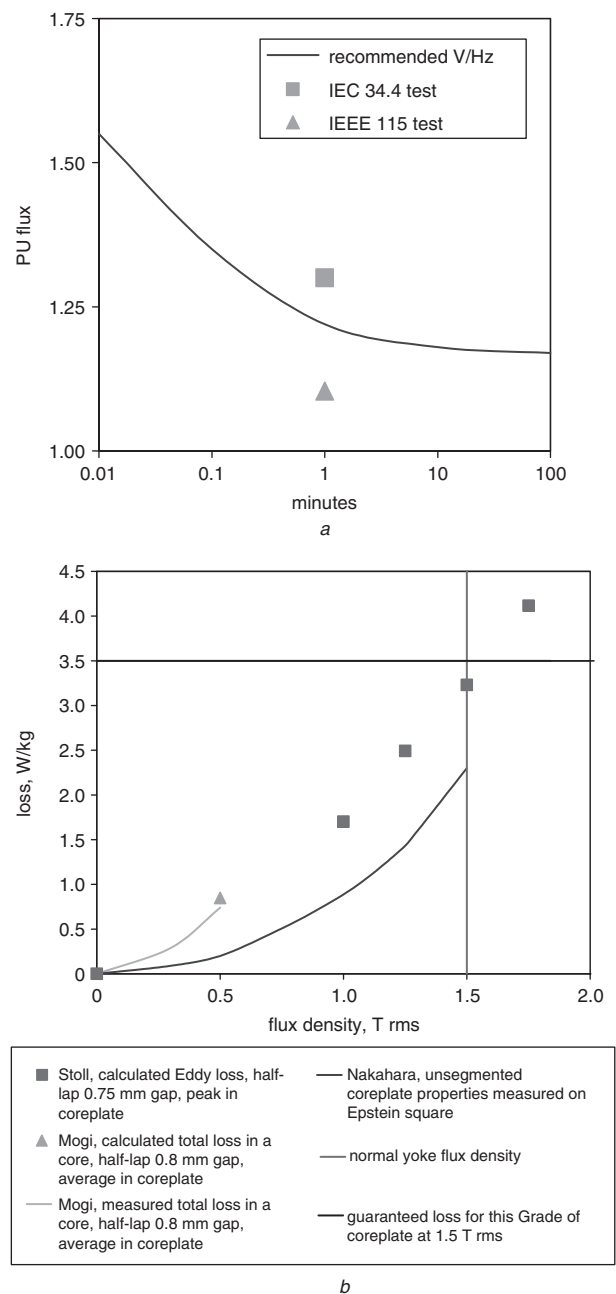 1.75
recommended V/Hz
IEC 34.4 test
IEEE 115 test
1.50
PU flux
1.25
1.00
0.01 0.1 1 10 100
minutes
a
4.5
4.0
3.5
3.0
loss, W/kg
2.5
2.0
1.5
1.0
0.5
0
0 0.5 1.0 1.5 2.0
flux density, T rms
Stoll, calculated Eddy loss, half-
lap 0.75 mm gap, peak in
coreplate
Mogi, calculated total loss in a
core, half-lap 0.8 mm gap,
average in coreplate
Mogi, measured total loss in a
core, half-lap 0.8 mm gap,
average in coreplate
Nakahara, unsegmented
coreplate properties measured on
Epstein square
normal yoke flux density
guaranteed loss for this Grade of
coreplate at 1.5 T rms
b